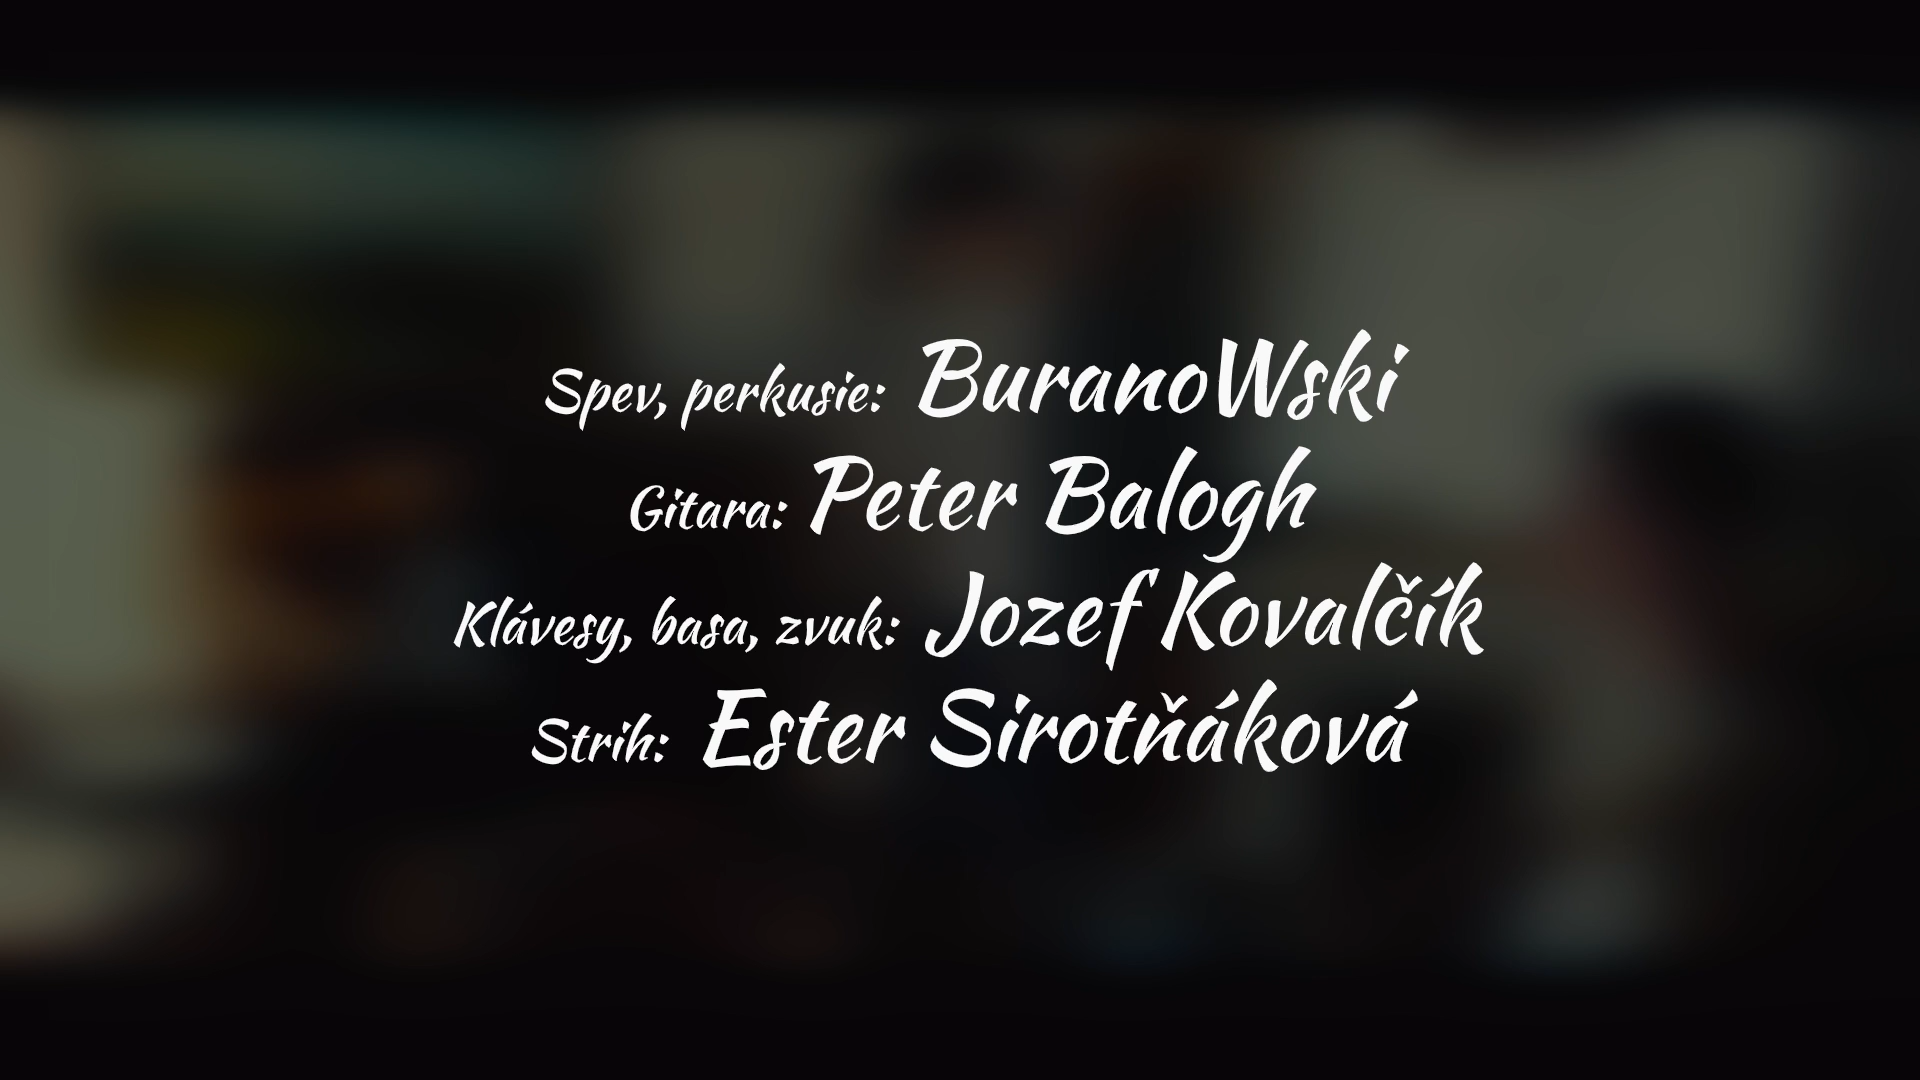 Spev, perkusie: BuranoWski
Gitara: Peter Balogh
Klávesy, basa, zvuk: Jozef Kovalčík
Strih: Ester Sirotňáková